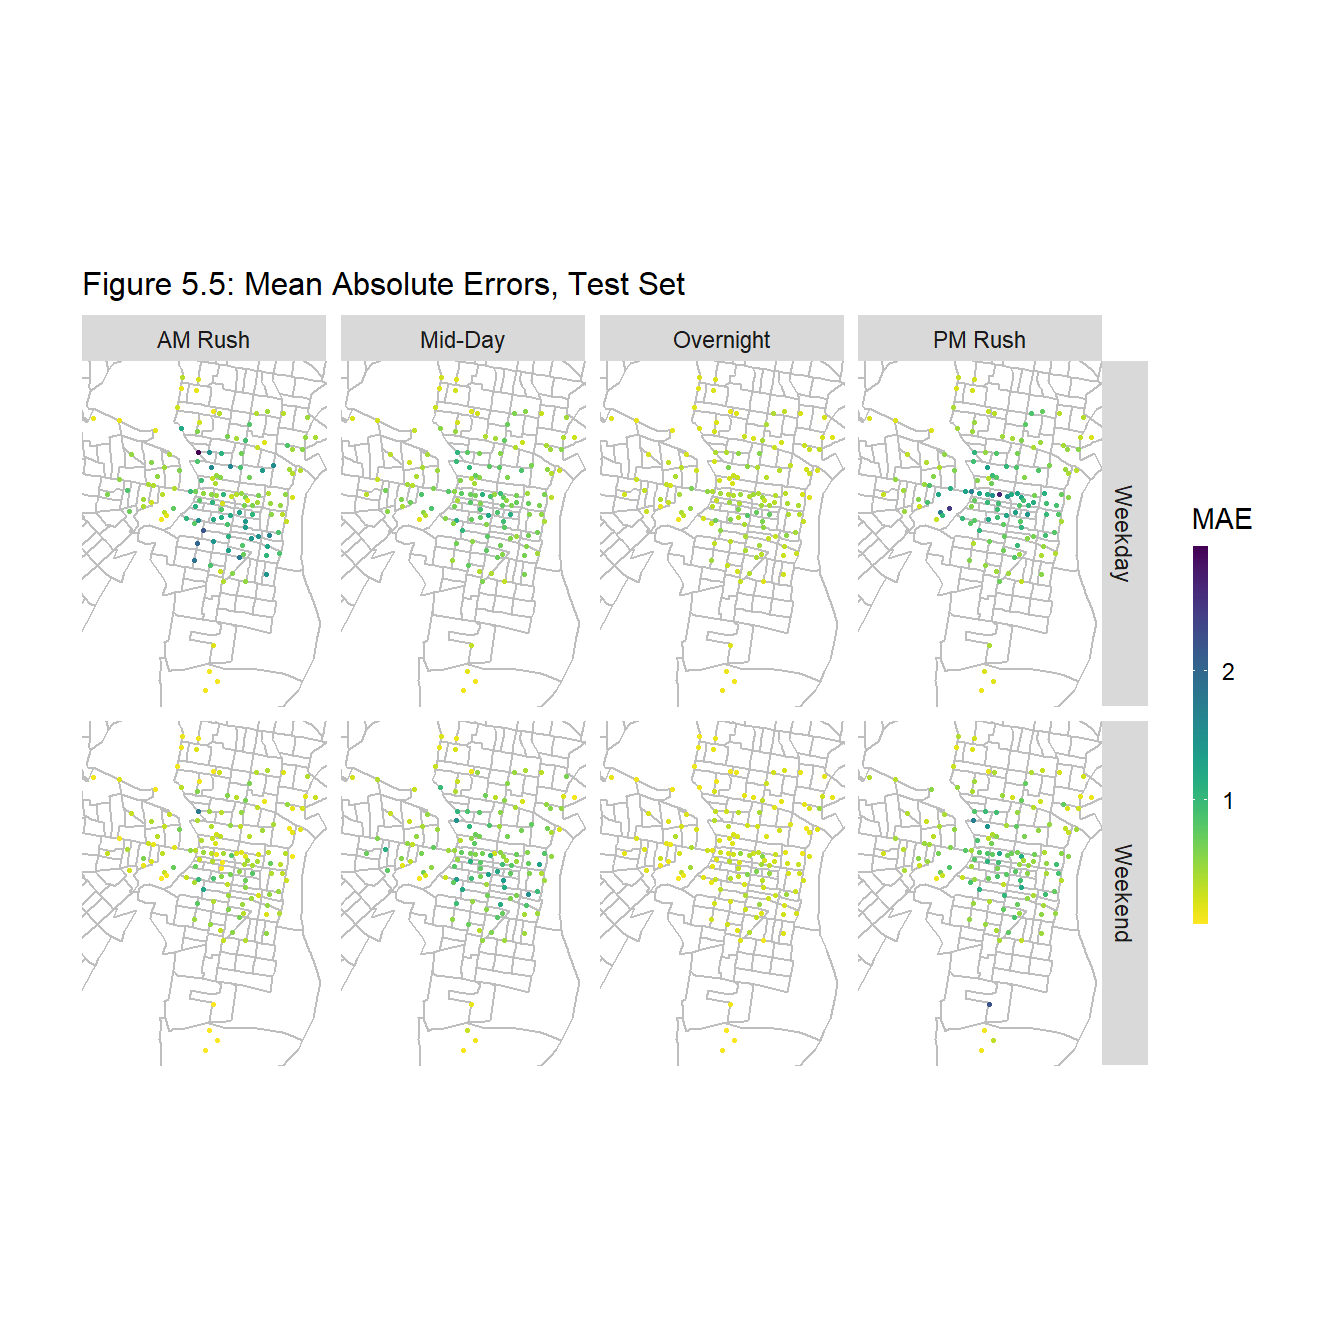 Figure 5.5: Mean Absolute Errors, Test Set
AM Rush
Mid-Day
Overnight
PM Rush
Weekday
Weekend
MAE
2
1